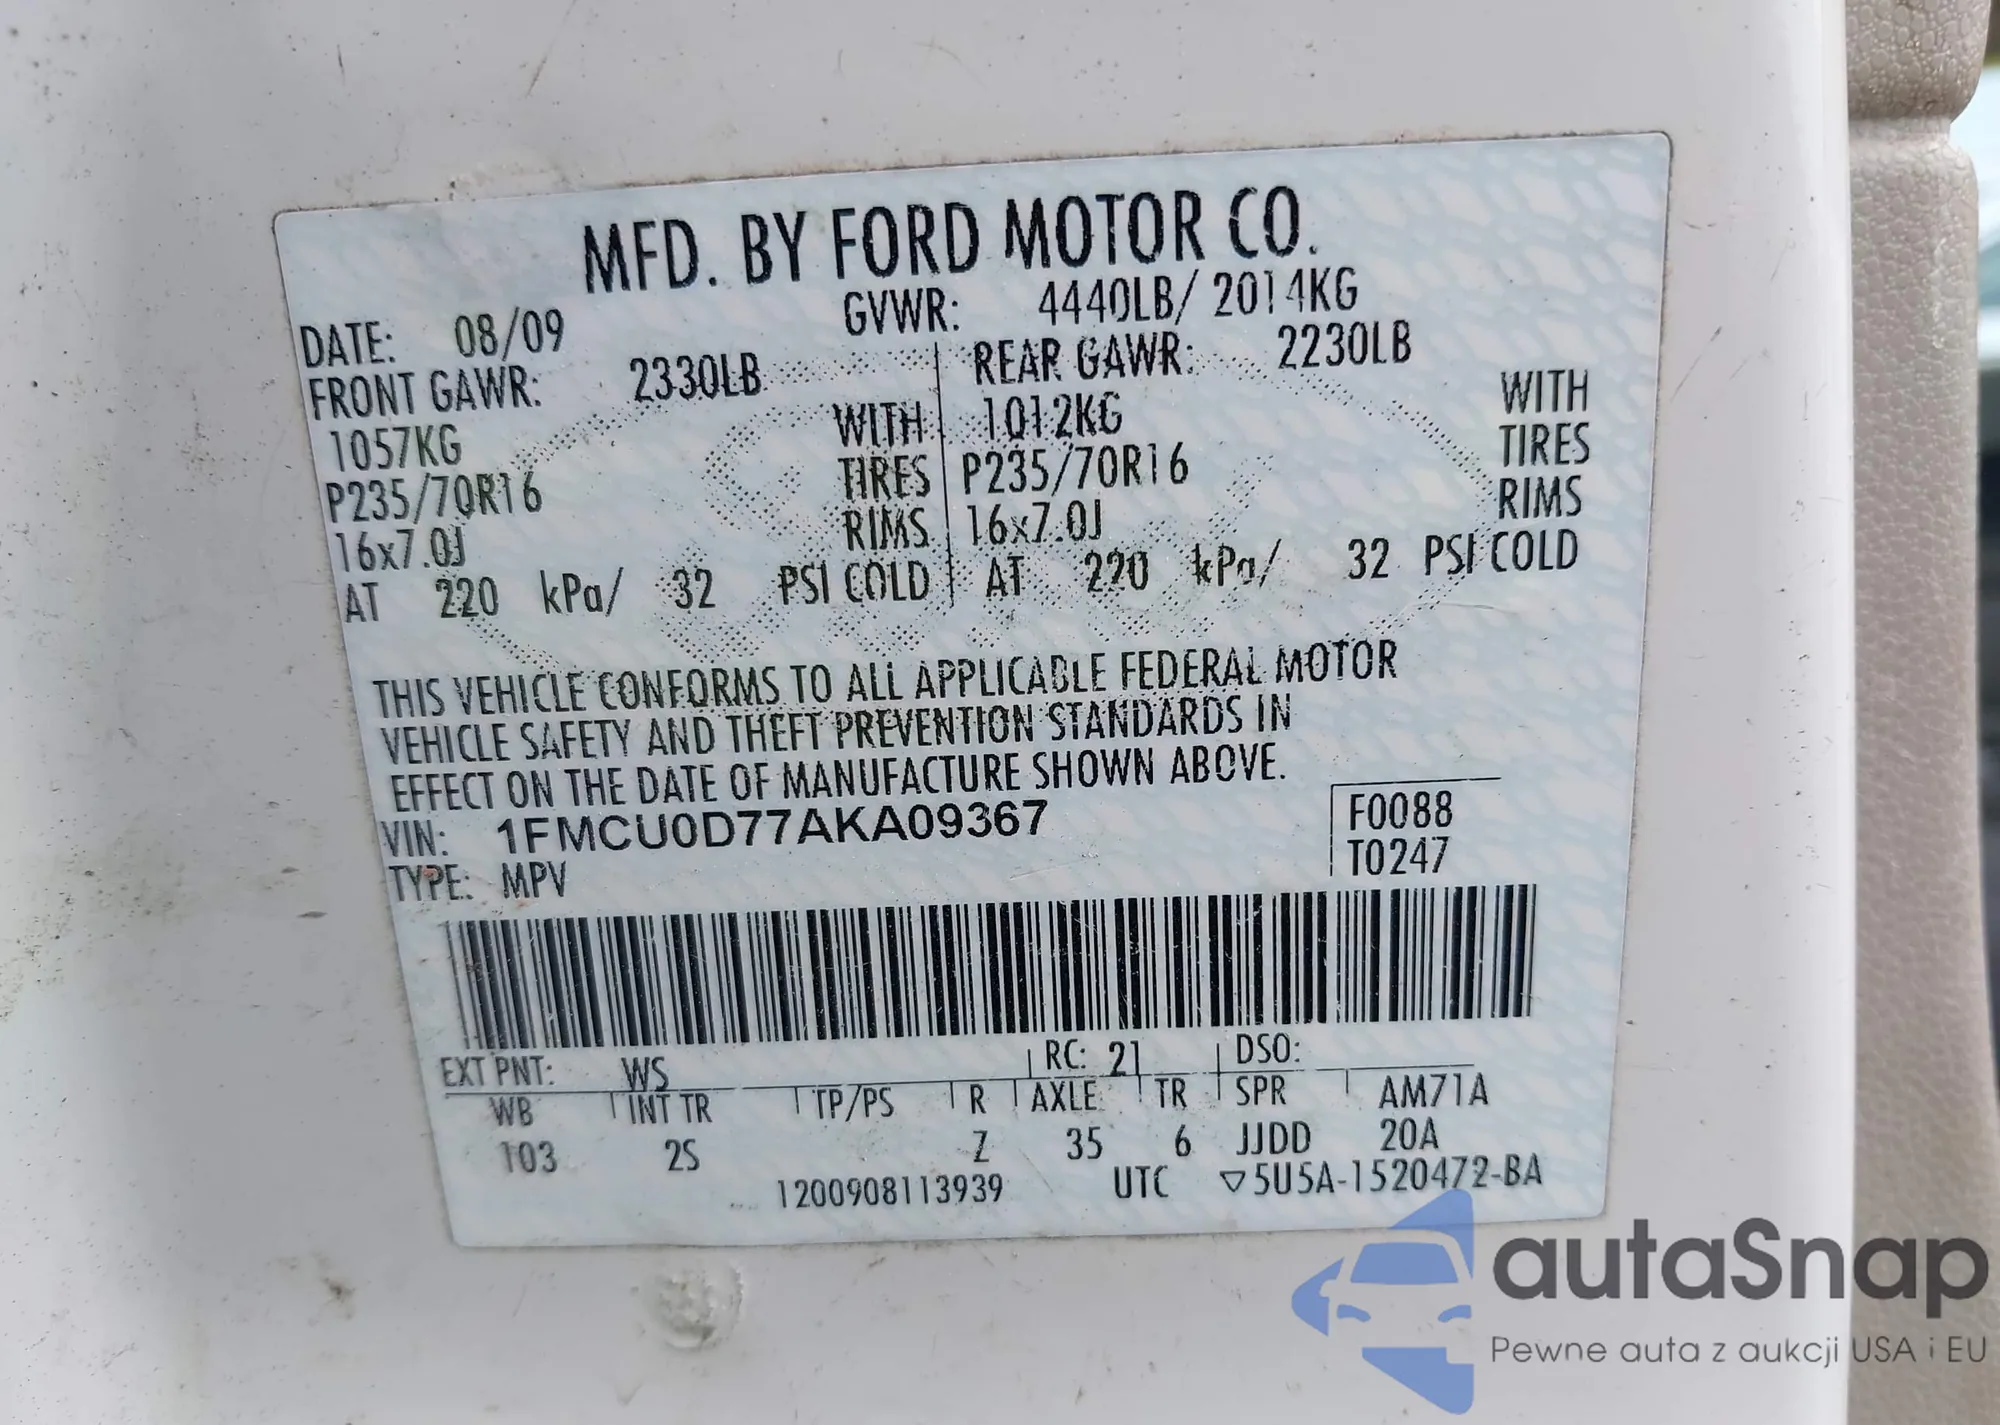 MFD. BY FORD MOTOR CO.
DATE: 08/09 GVWR: 4440LB/ 2014KG
FRONT GAWR: 2330LB REAR GAWR: 2230LB
1057KG WITH 1012KG WITH
P235/70R16 TIRES P235/70R16 TIRES
16x7.0J RIMS 16x7.0J RIMS
AT 220 kPa/ 32 PSI COLD AT 220 kPa/ 32 PSI COLD
THIS VEHICLE CONFORMS TO ALL APPLICABLE FEDERAL MOTOR
VEHICLE SAFETY AND THEFT PREVENTION STANDARDS IN
EFFECT ON THE DATE OF MANUFACTURE SHOWN ABOVE.
VIN: 1FMCU0D77AKA09367 F0088
TYPE: MPV T0247
EXT PNT: WS RC: 21 DSO:
WB INT TR TP/PS R AXLE TR SPR AM71A
103 2S Z 35 6 JJDD 20A
1200908113939 UTC ▽5U5A-1520472-BA
autaSnap
Pewne auta z aukcji USA i EU